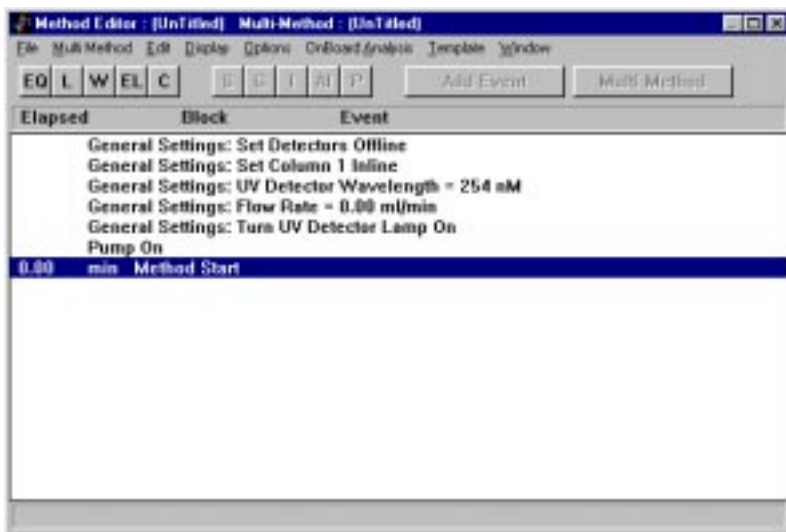 Method Editor : (UnTitled) Multi-Method : (UnTitled)
File Multi Method Edit Display Options OnBoard Analysis Template Window
EQ L W EL C P Add Event Multi Method
Elapsed Block Event
General Settings: Set Detectors Offline
General Settings: Set Column 1 Inline
General Settings: UV Detector Wavelength = 254 nM
General Settings: Flow Rate = 0.00 ml/min
General Settings: Turn UV Detector Lamp On
Pump On
0.00 min Method Start